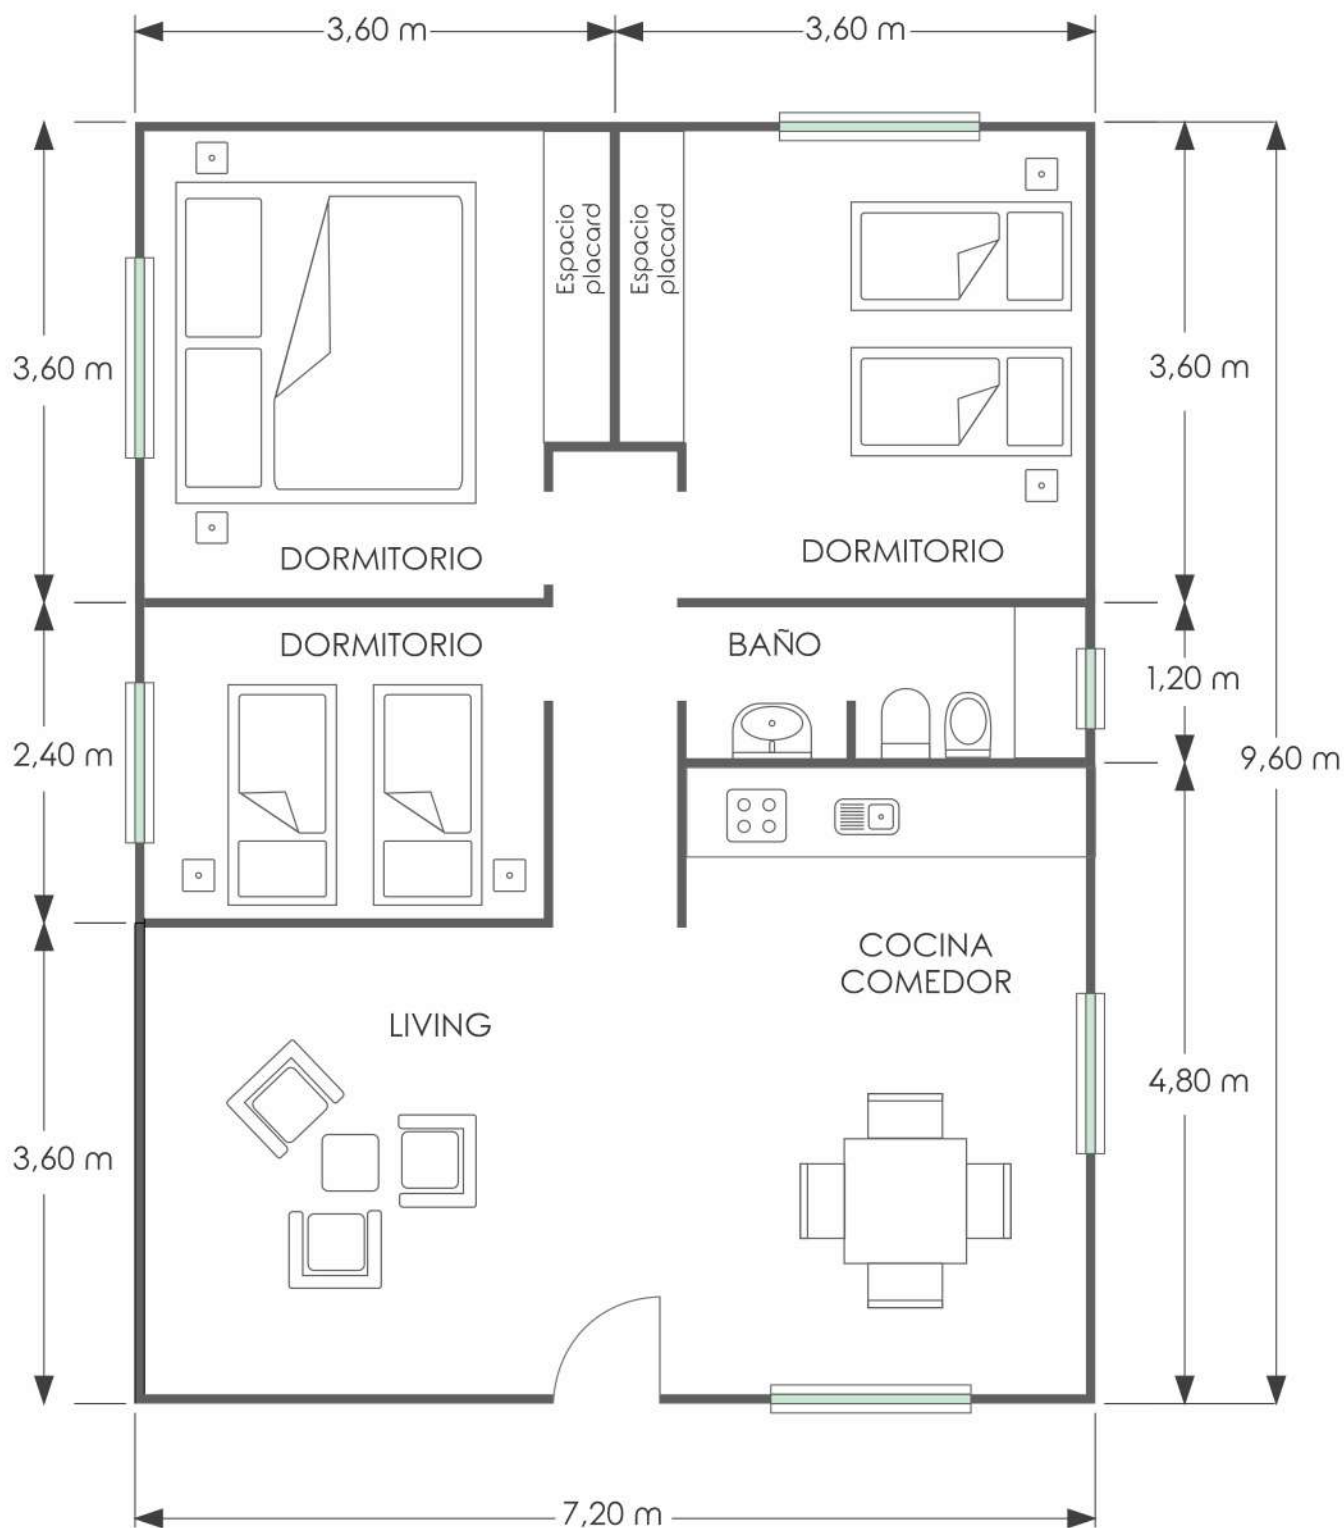 3,60 m
3,60 m
Espacio
placard
Espacio
placard
3,60 m
3,60 m
DORMITORIO
DORMITORIO
DORMITORIO
BAÑO
1,20 m
2,40 m
9,60 m
COCINA
COMEDOR
LIVING
4,80 m
3,60 m
7,20 m